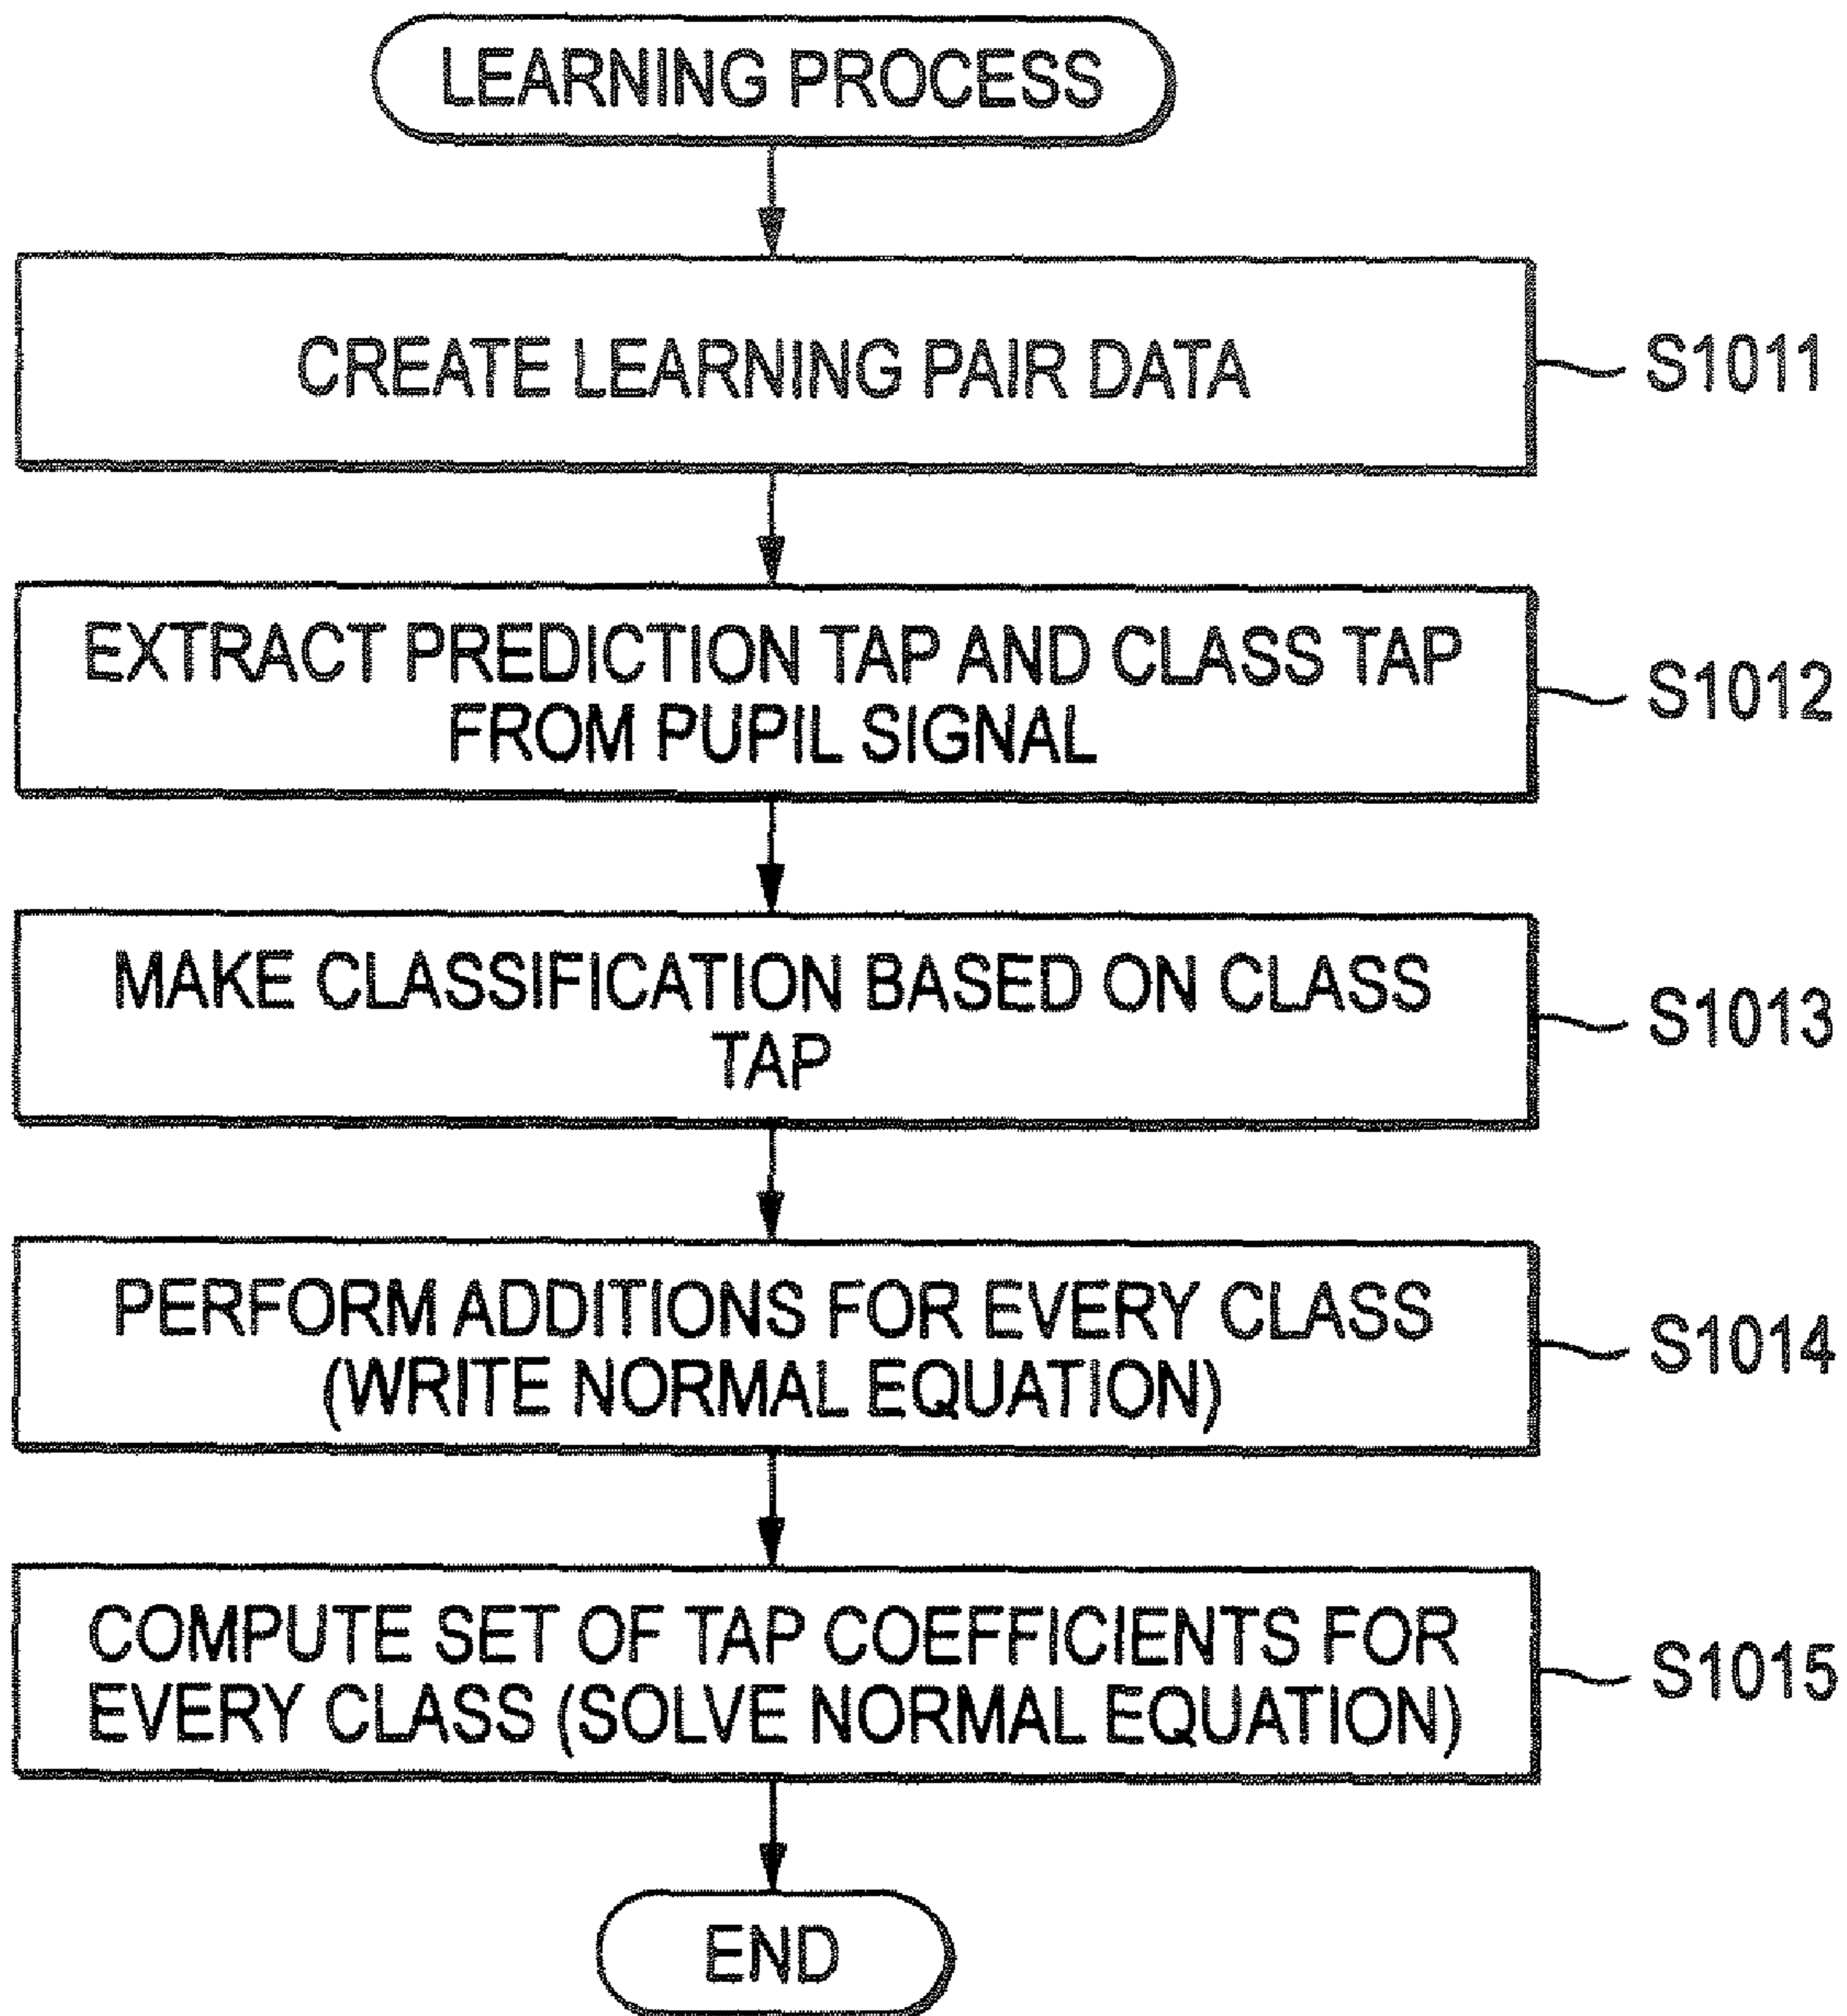 LEARNING PROCESS
CREATE LEARNING PAIR DATA
S1011
EXTRACT PREDICTION TAP AND CLASS TAP
FROM PUPIL SIGNAL
S1012
MAKE CLASSIFICATION BASED ON CLASS
TAP
S1013
PERFORM ADDITIONS FOR EVERY CLASS
(WRITE NORMAL EQUATION)
S1014
COMPUTE SET OF TAP COEFFICIENTS FOR
EVERY CLASS (SOLVE NORMAL EQUATION)
S1015
END